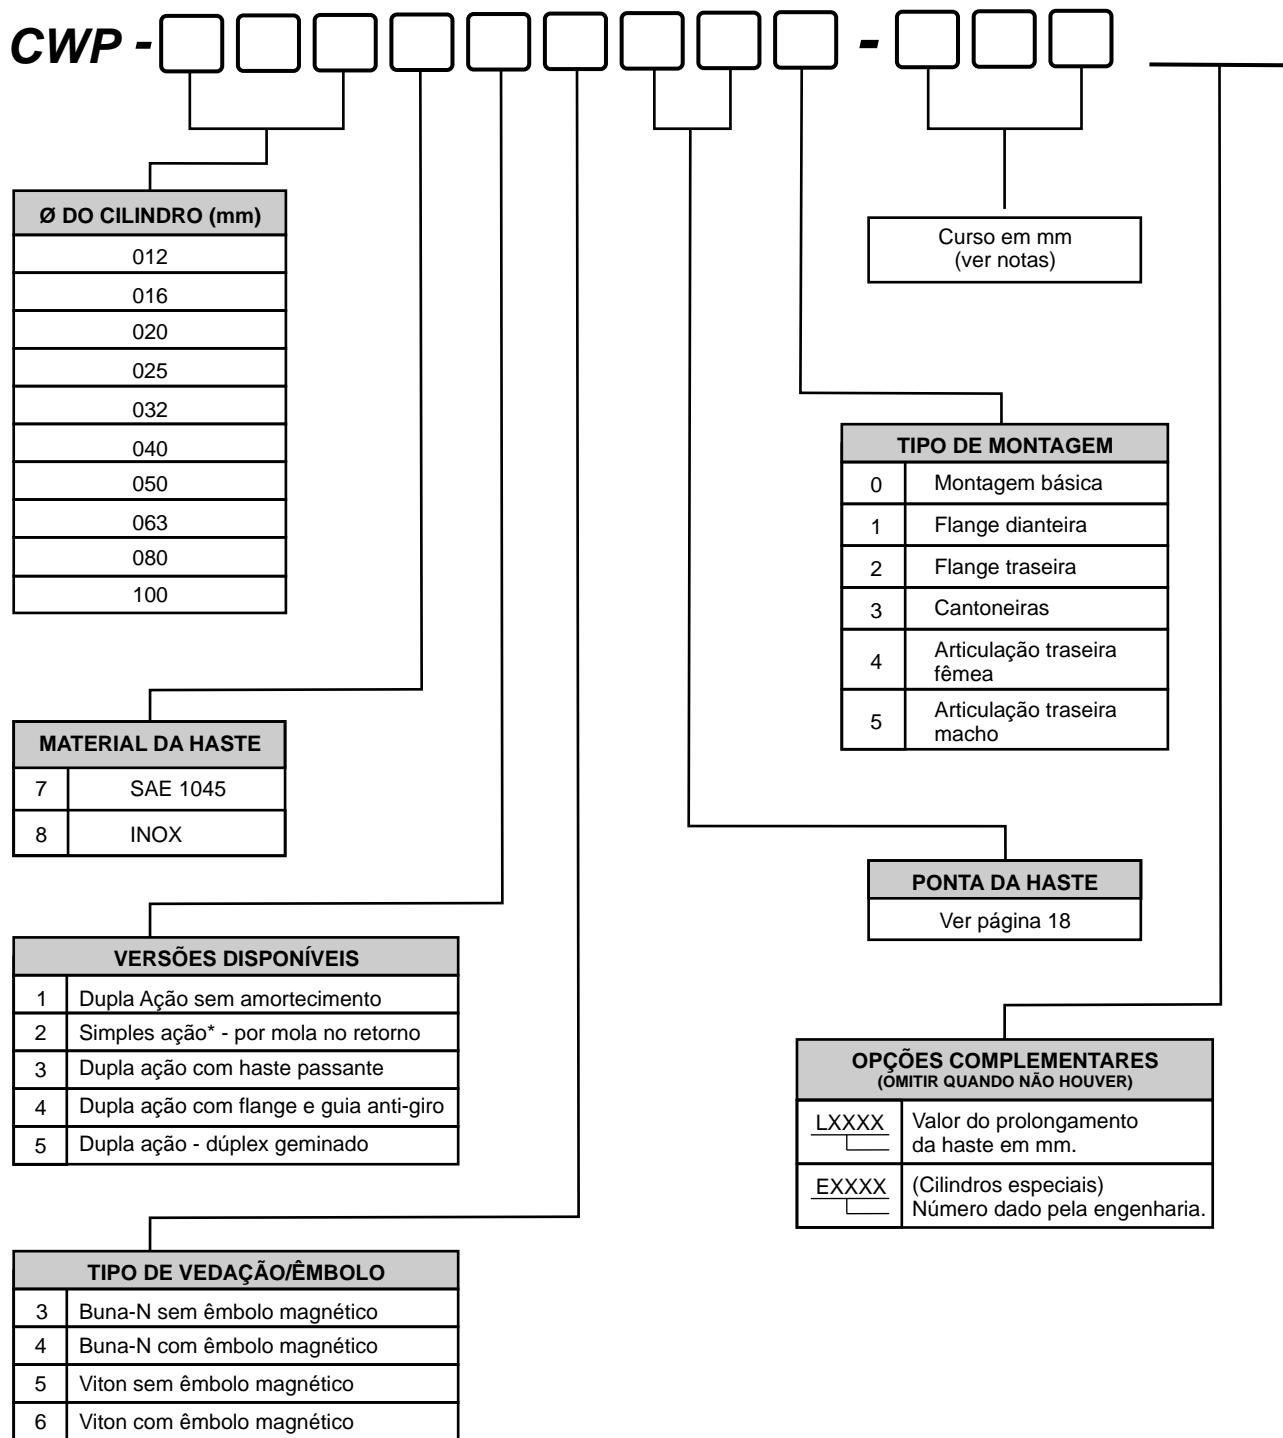 CWP - -
Ø DO CILINDRO (mm)
012
016
020
025
032
040
050
063
080
100
Curso em mm
(ver notas)
TIPO DE MONTAGEM
0 Montagem básica
1 Flange dianteira
2 Flange traseira
3 Cantoneiras
4 Articulação traseira
fêmea
5 Articulação traseira
macho
MATERIAL DA HASTE
7 SAE 1045
8 INOX
PONTA DA HASTE
Ver página 18
VERSÕES DISPONÍVEIS
1 Dupla Ação sem amortecimento
2 Simples ação* - por mola no retorno
3 Dupla ação com haste passante
4 Dupla ação com flange e guia anti-giro
5 Dupla ação - dúplex geminado
OPÇÕES COMPLEMENTARES
(OMITIR QUANDO NÃO HOUVER)
LXXXX Valor do prolongamento
da haste em mm.
EXXXX (Cilindros especiais)
Número dado pela engenharia.
TIPO DE VEDAÇÃO/ÊMBOLO
3 Buna-N sem êmbolo magnético
4 Buna-N com êmbolo magnético
5 Viton sem êmbolo magnético
6 Viton com êmbolo magnético